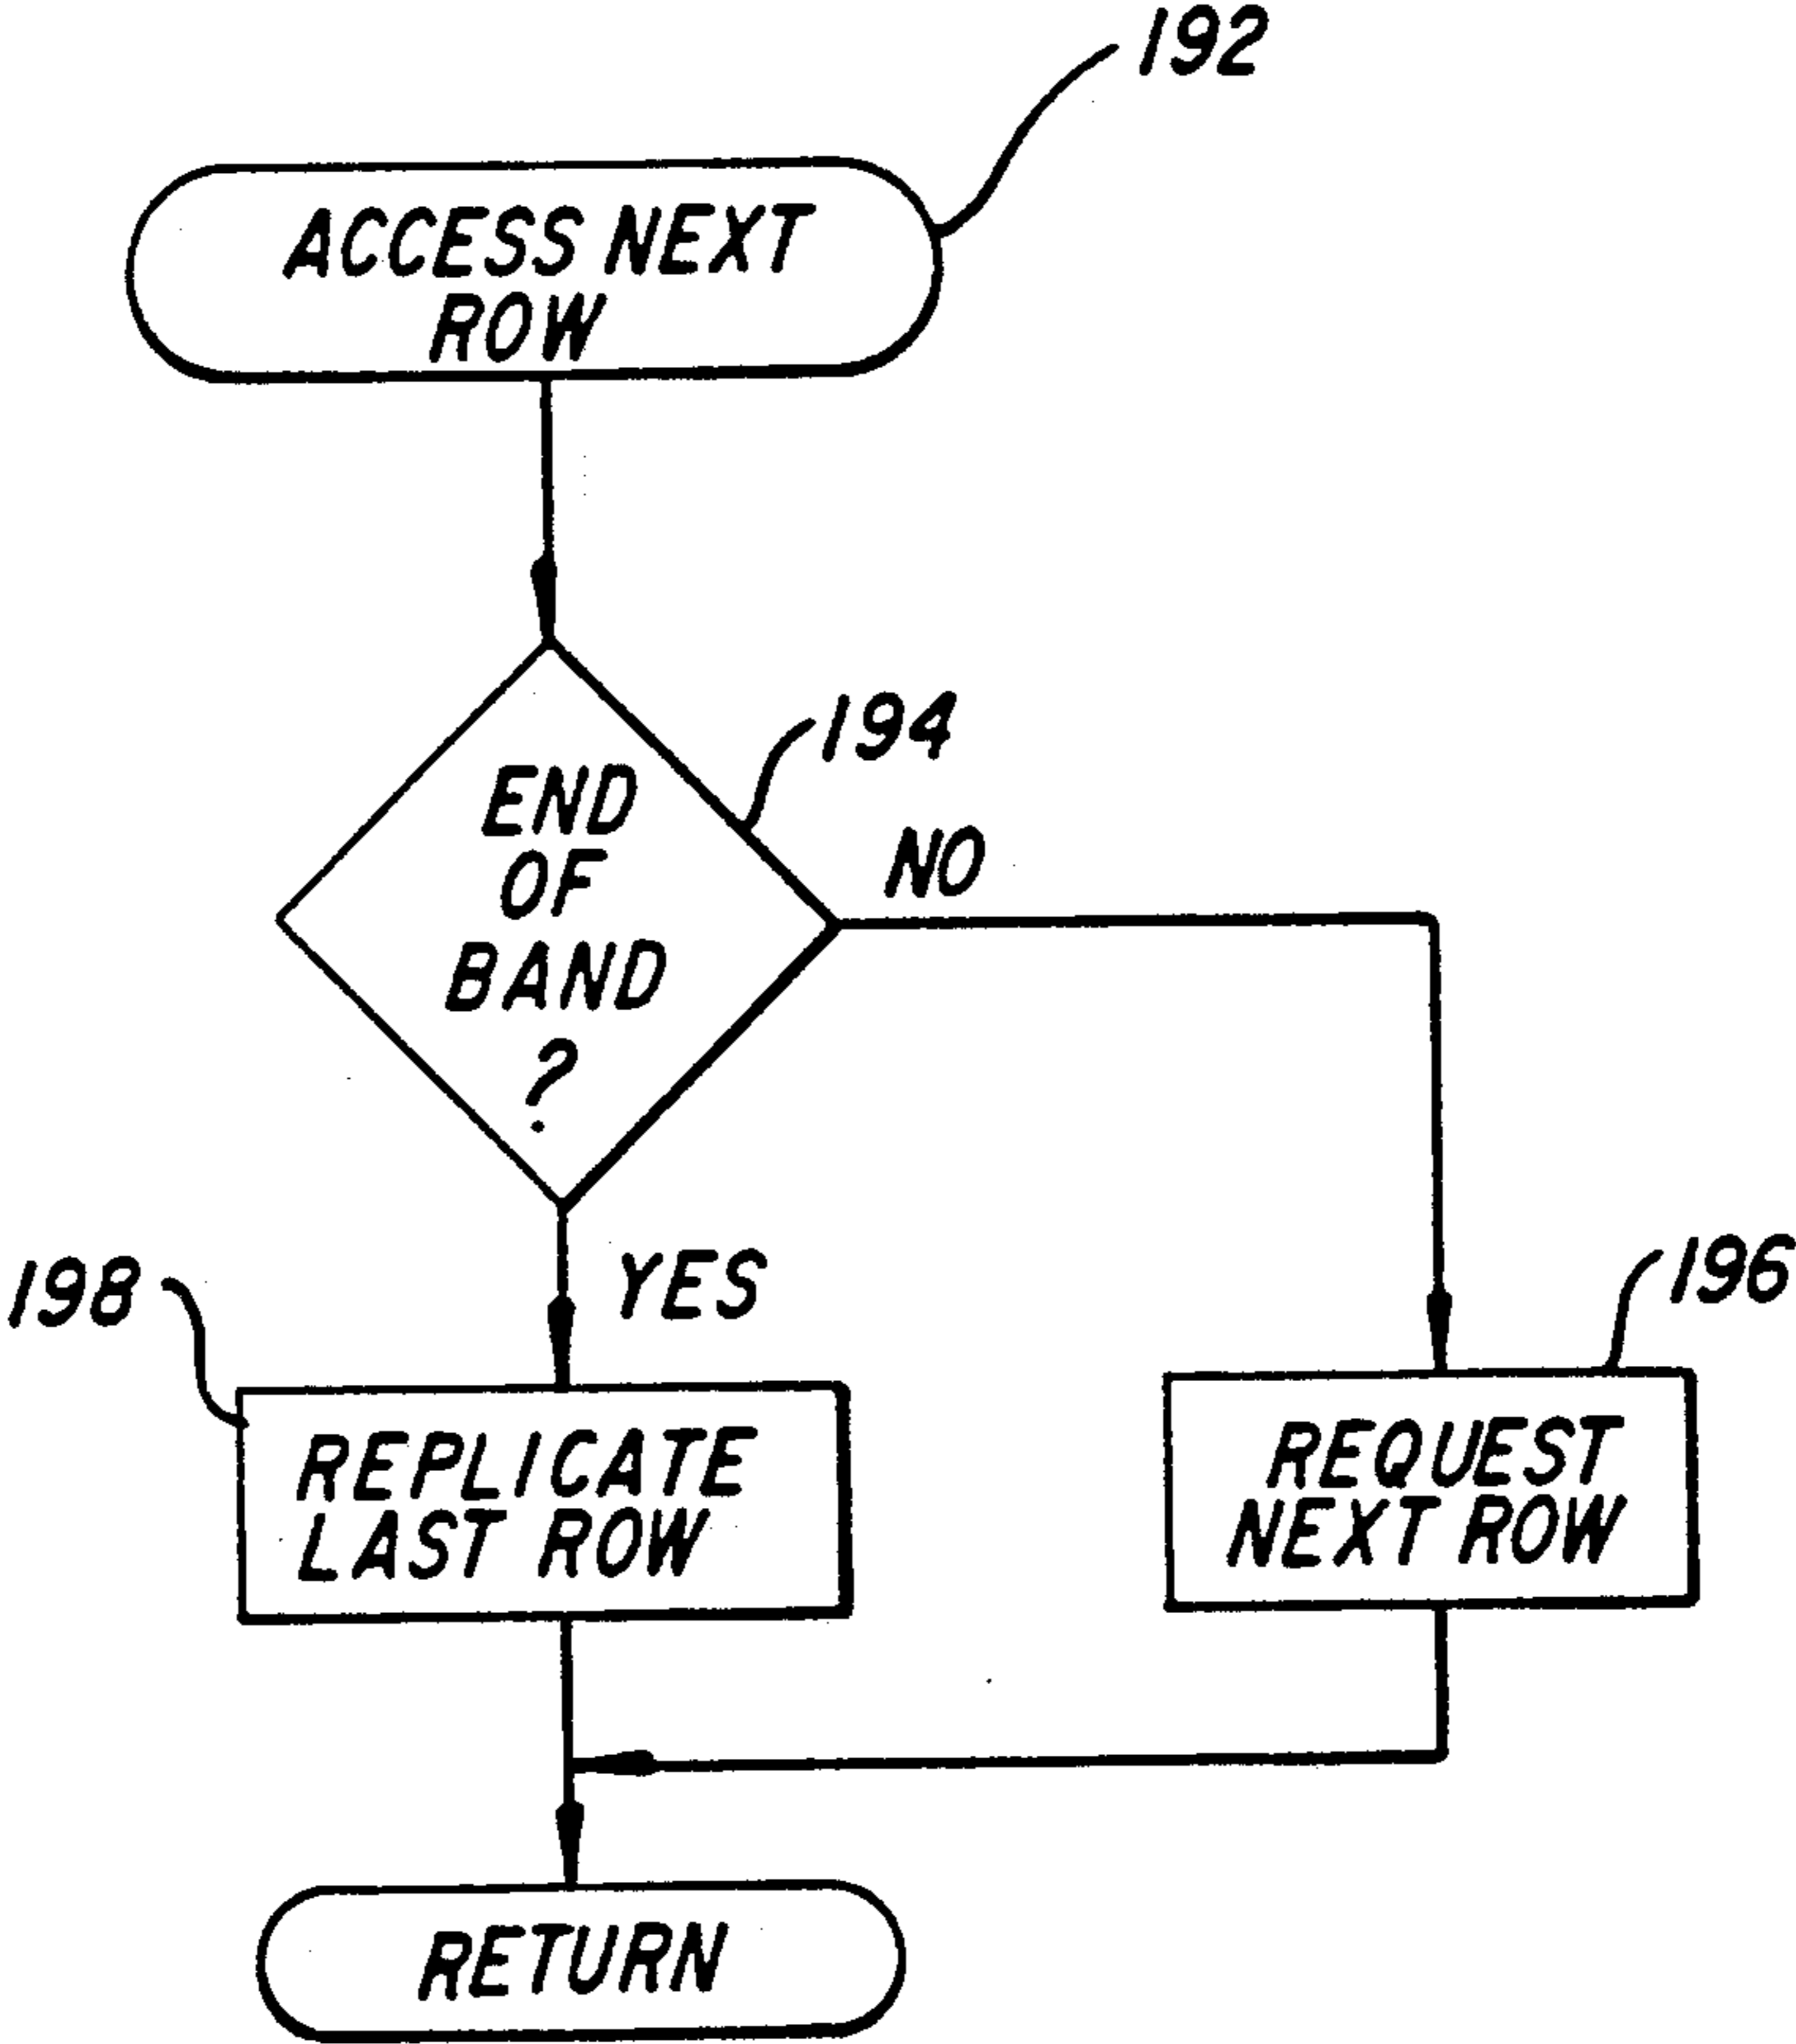 192
ACCESS NEXT
ROW
194
END
OF
BAND
?
NO
YES
198
196
REPLICATE
LAST ROW
REQUEST
NEXT ROW
RETURN